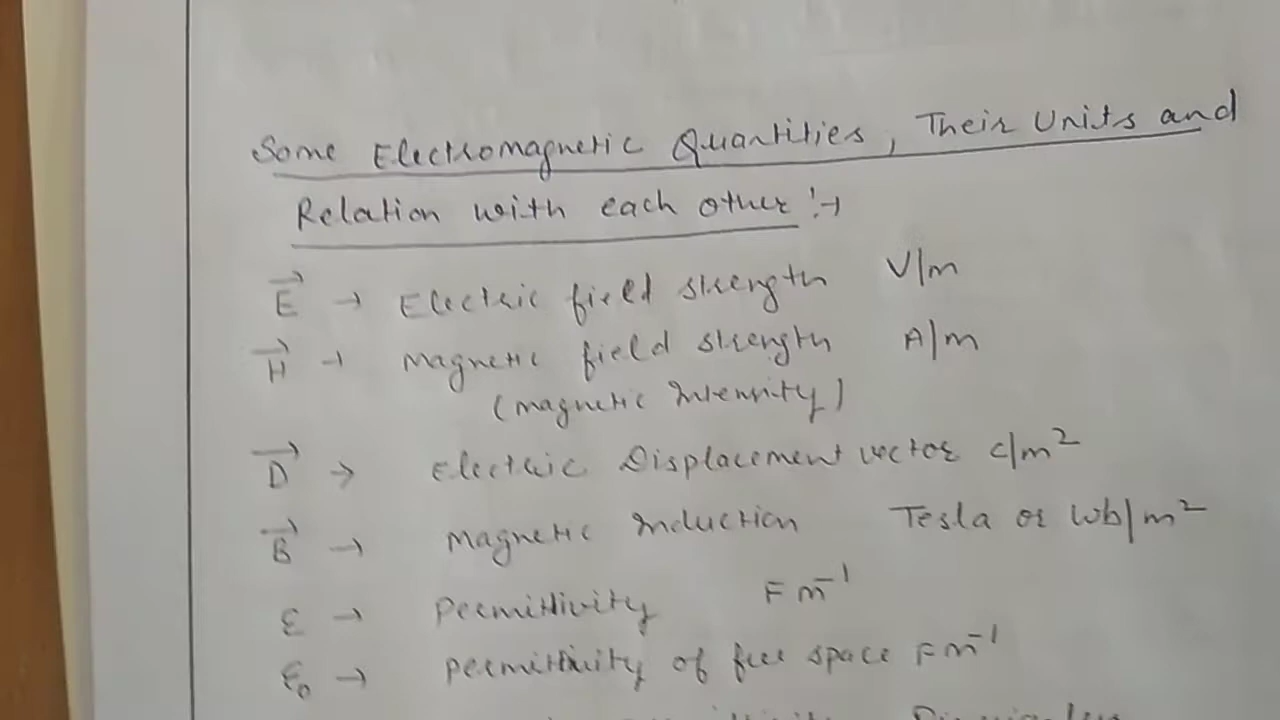 Some Electromagnetic Quantities, Their Units and
Relation with each other :→
E⃗ → Electric field strength V/m
H⃗ → Magnetic field strength A/m
(Magnetic Intensity)
D⃗ → Electric Displacement vector C/m²
B⃗ → Magnetic Induction Tesla or Wb/m²
ε → Permittivity Fm⁻¹
ε₀ → Permittivity of free space Fm⁻¹